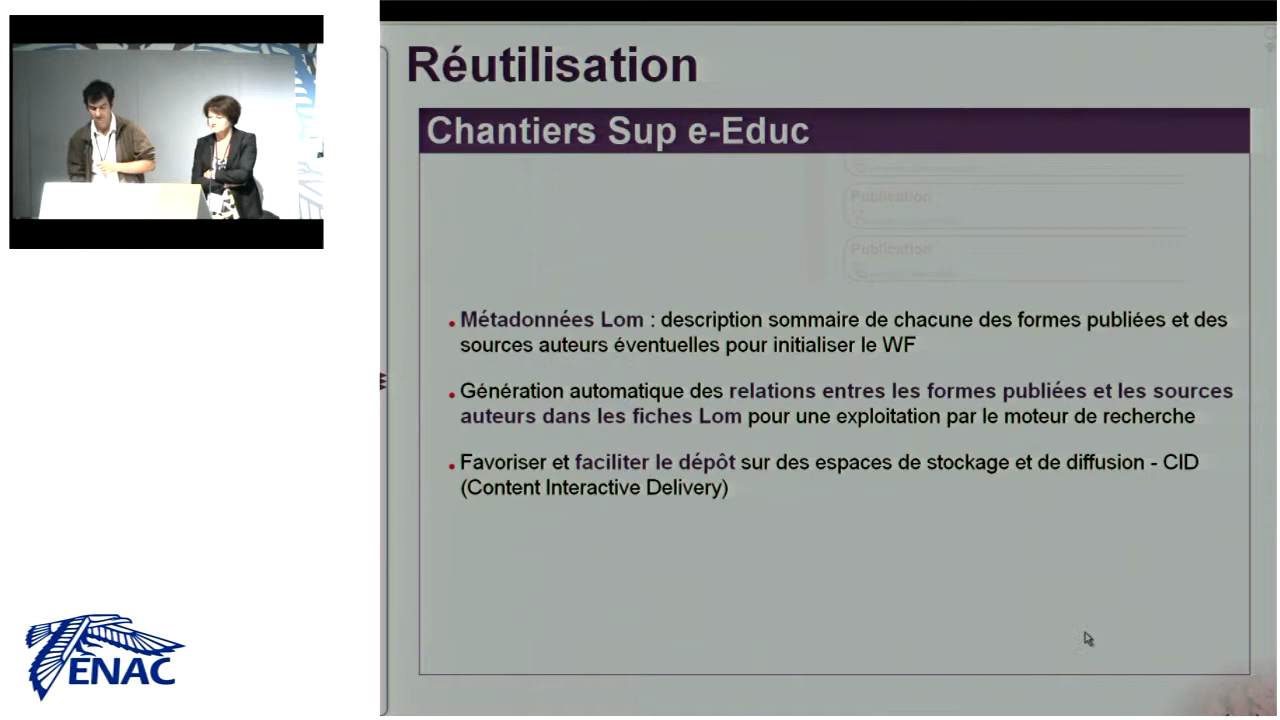 Réutilisation
Chantiers Sup e-Educ
Publication
Publication
Métadonnées Lom : description sommaire de chacune des formes publiées et des
sources auteurs éventuelles pour initialiser le WF
Génération automatique des relations entres les formes publiées et les sources
auteurs dans les fiches Lom pour une exploitation par le moteur de recherche
Favoriser et faciliter le dépôt sur des espaces de stockage et de diffusion - CID
(Content Interactive Delivery)
ENAC